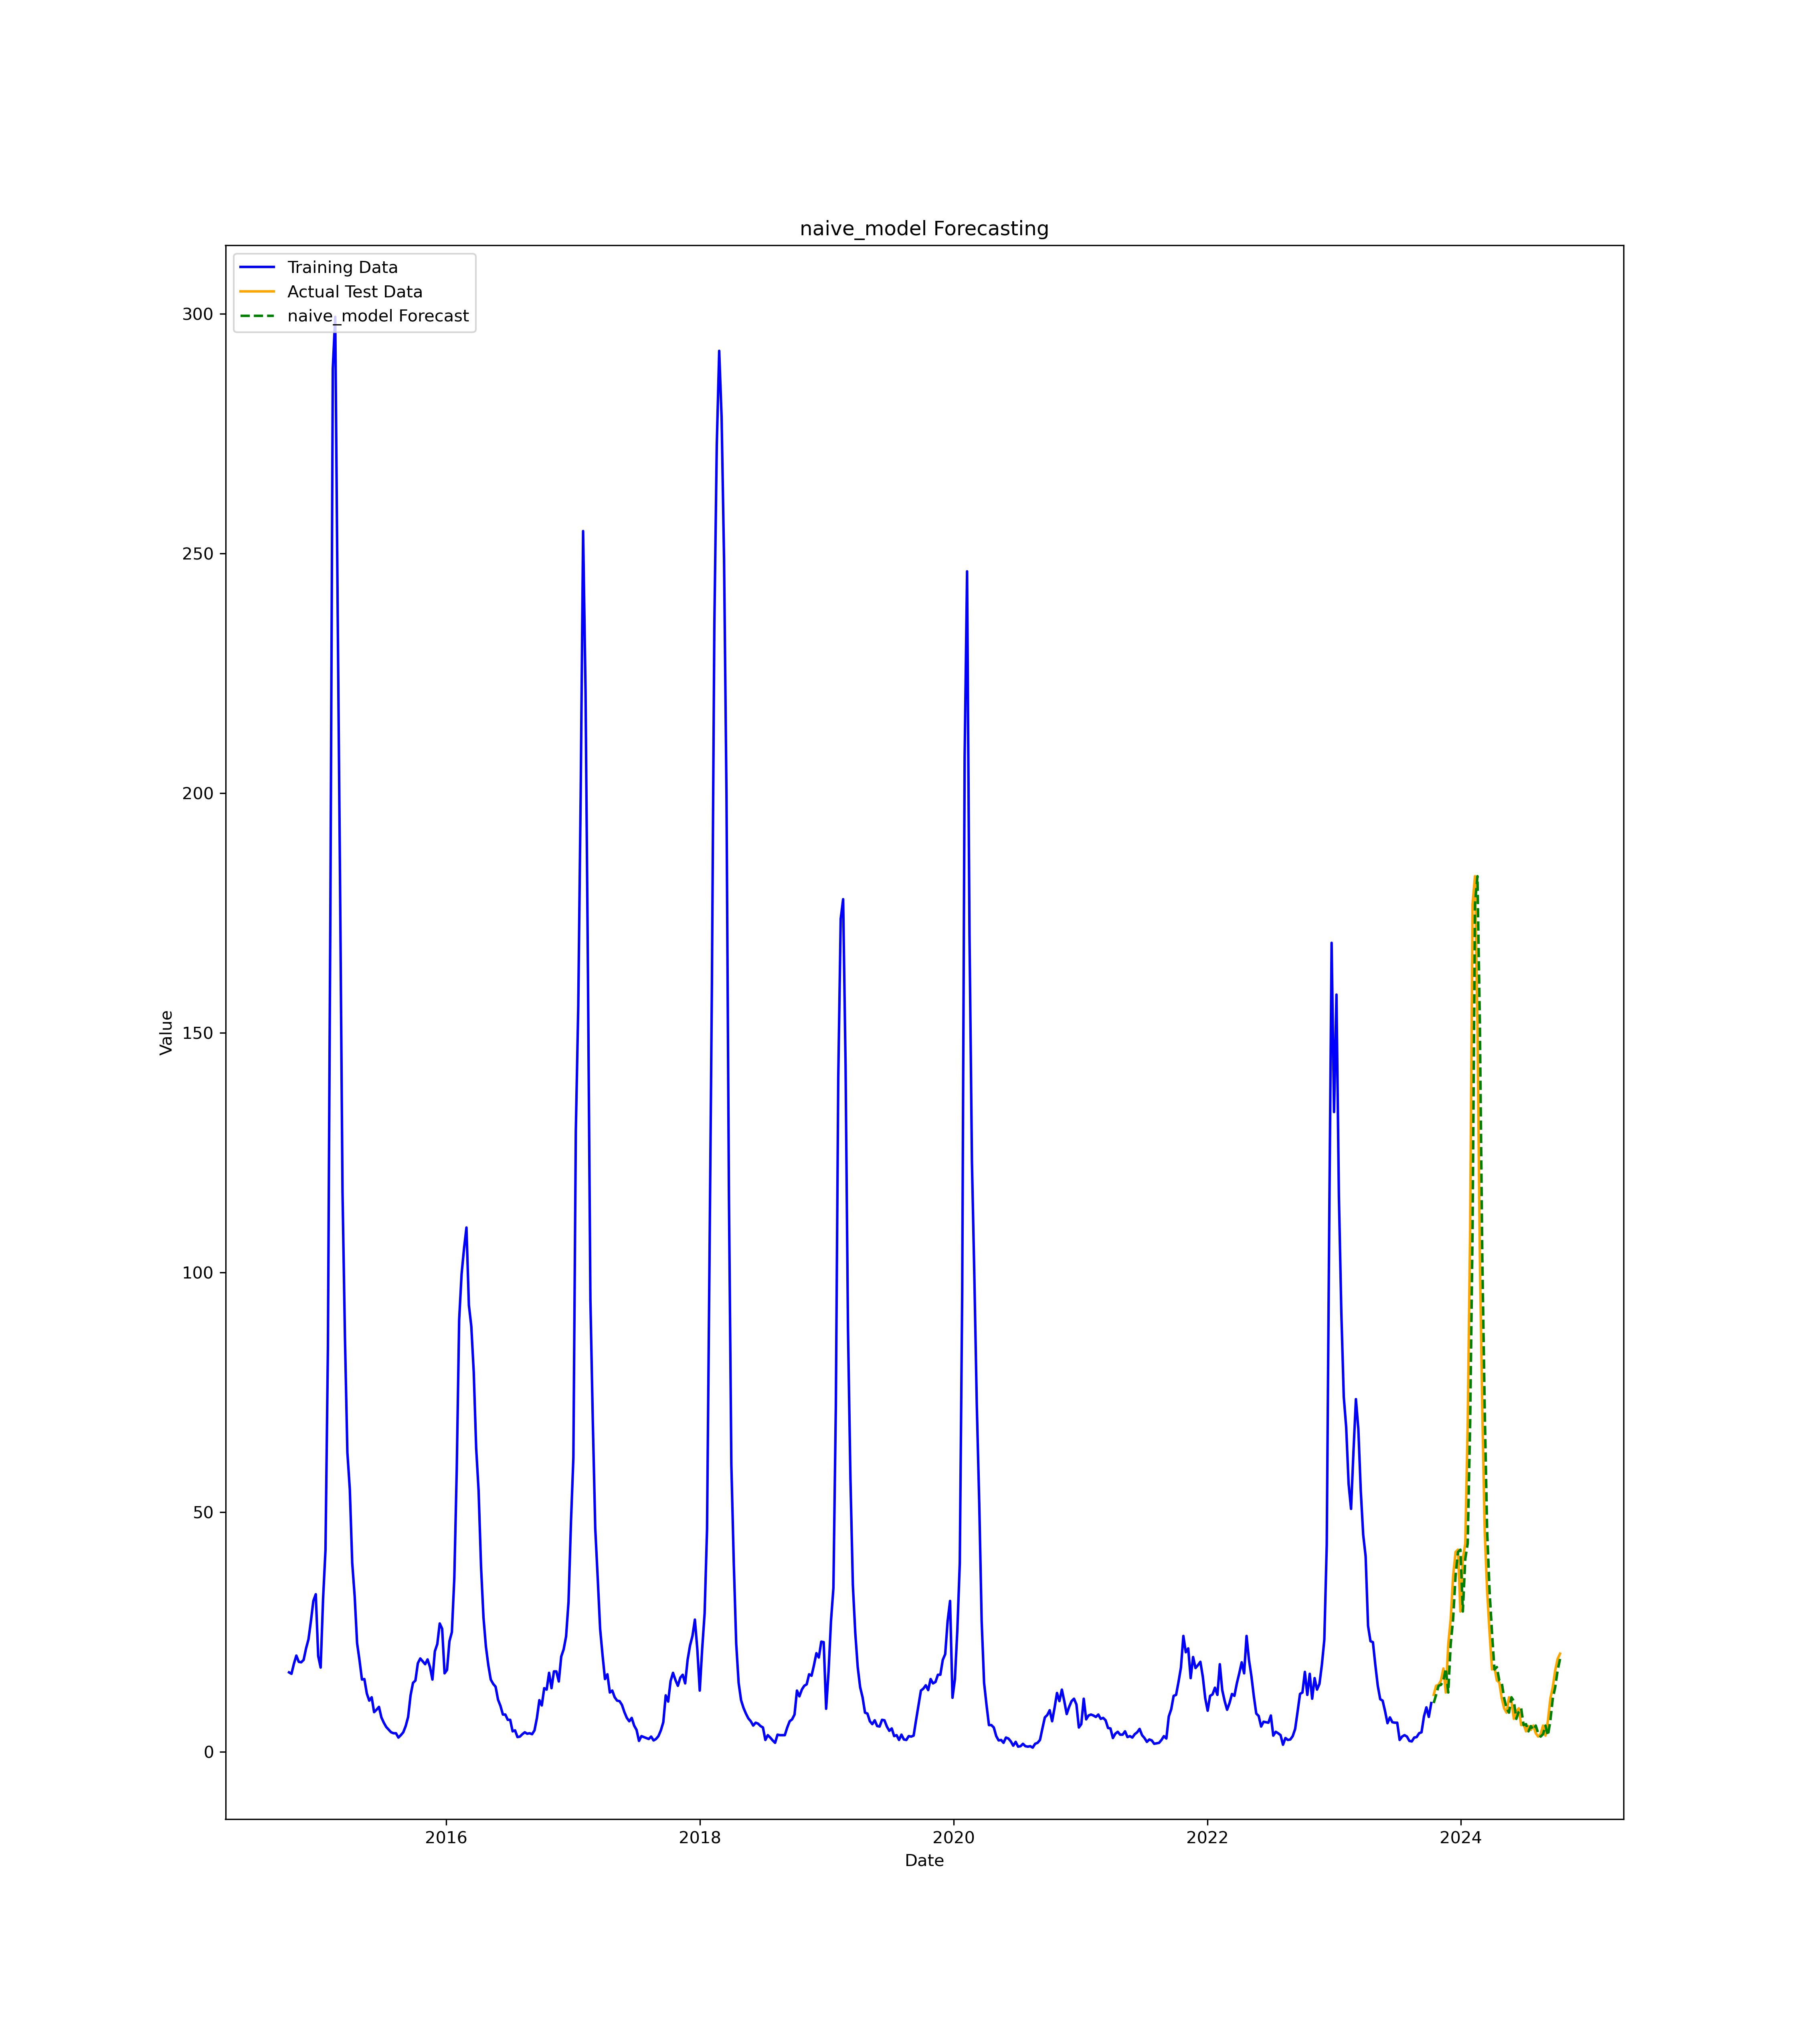 naive_model Forecasting
Training Data
Actual Test Data
naive_model Forecast
300
250
200
150
100
50
0
Value
2016
2018
2020
2022
2024
Date